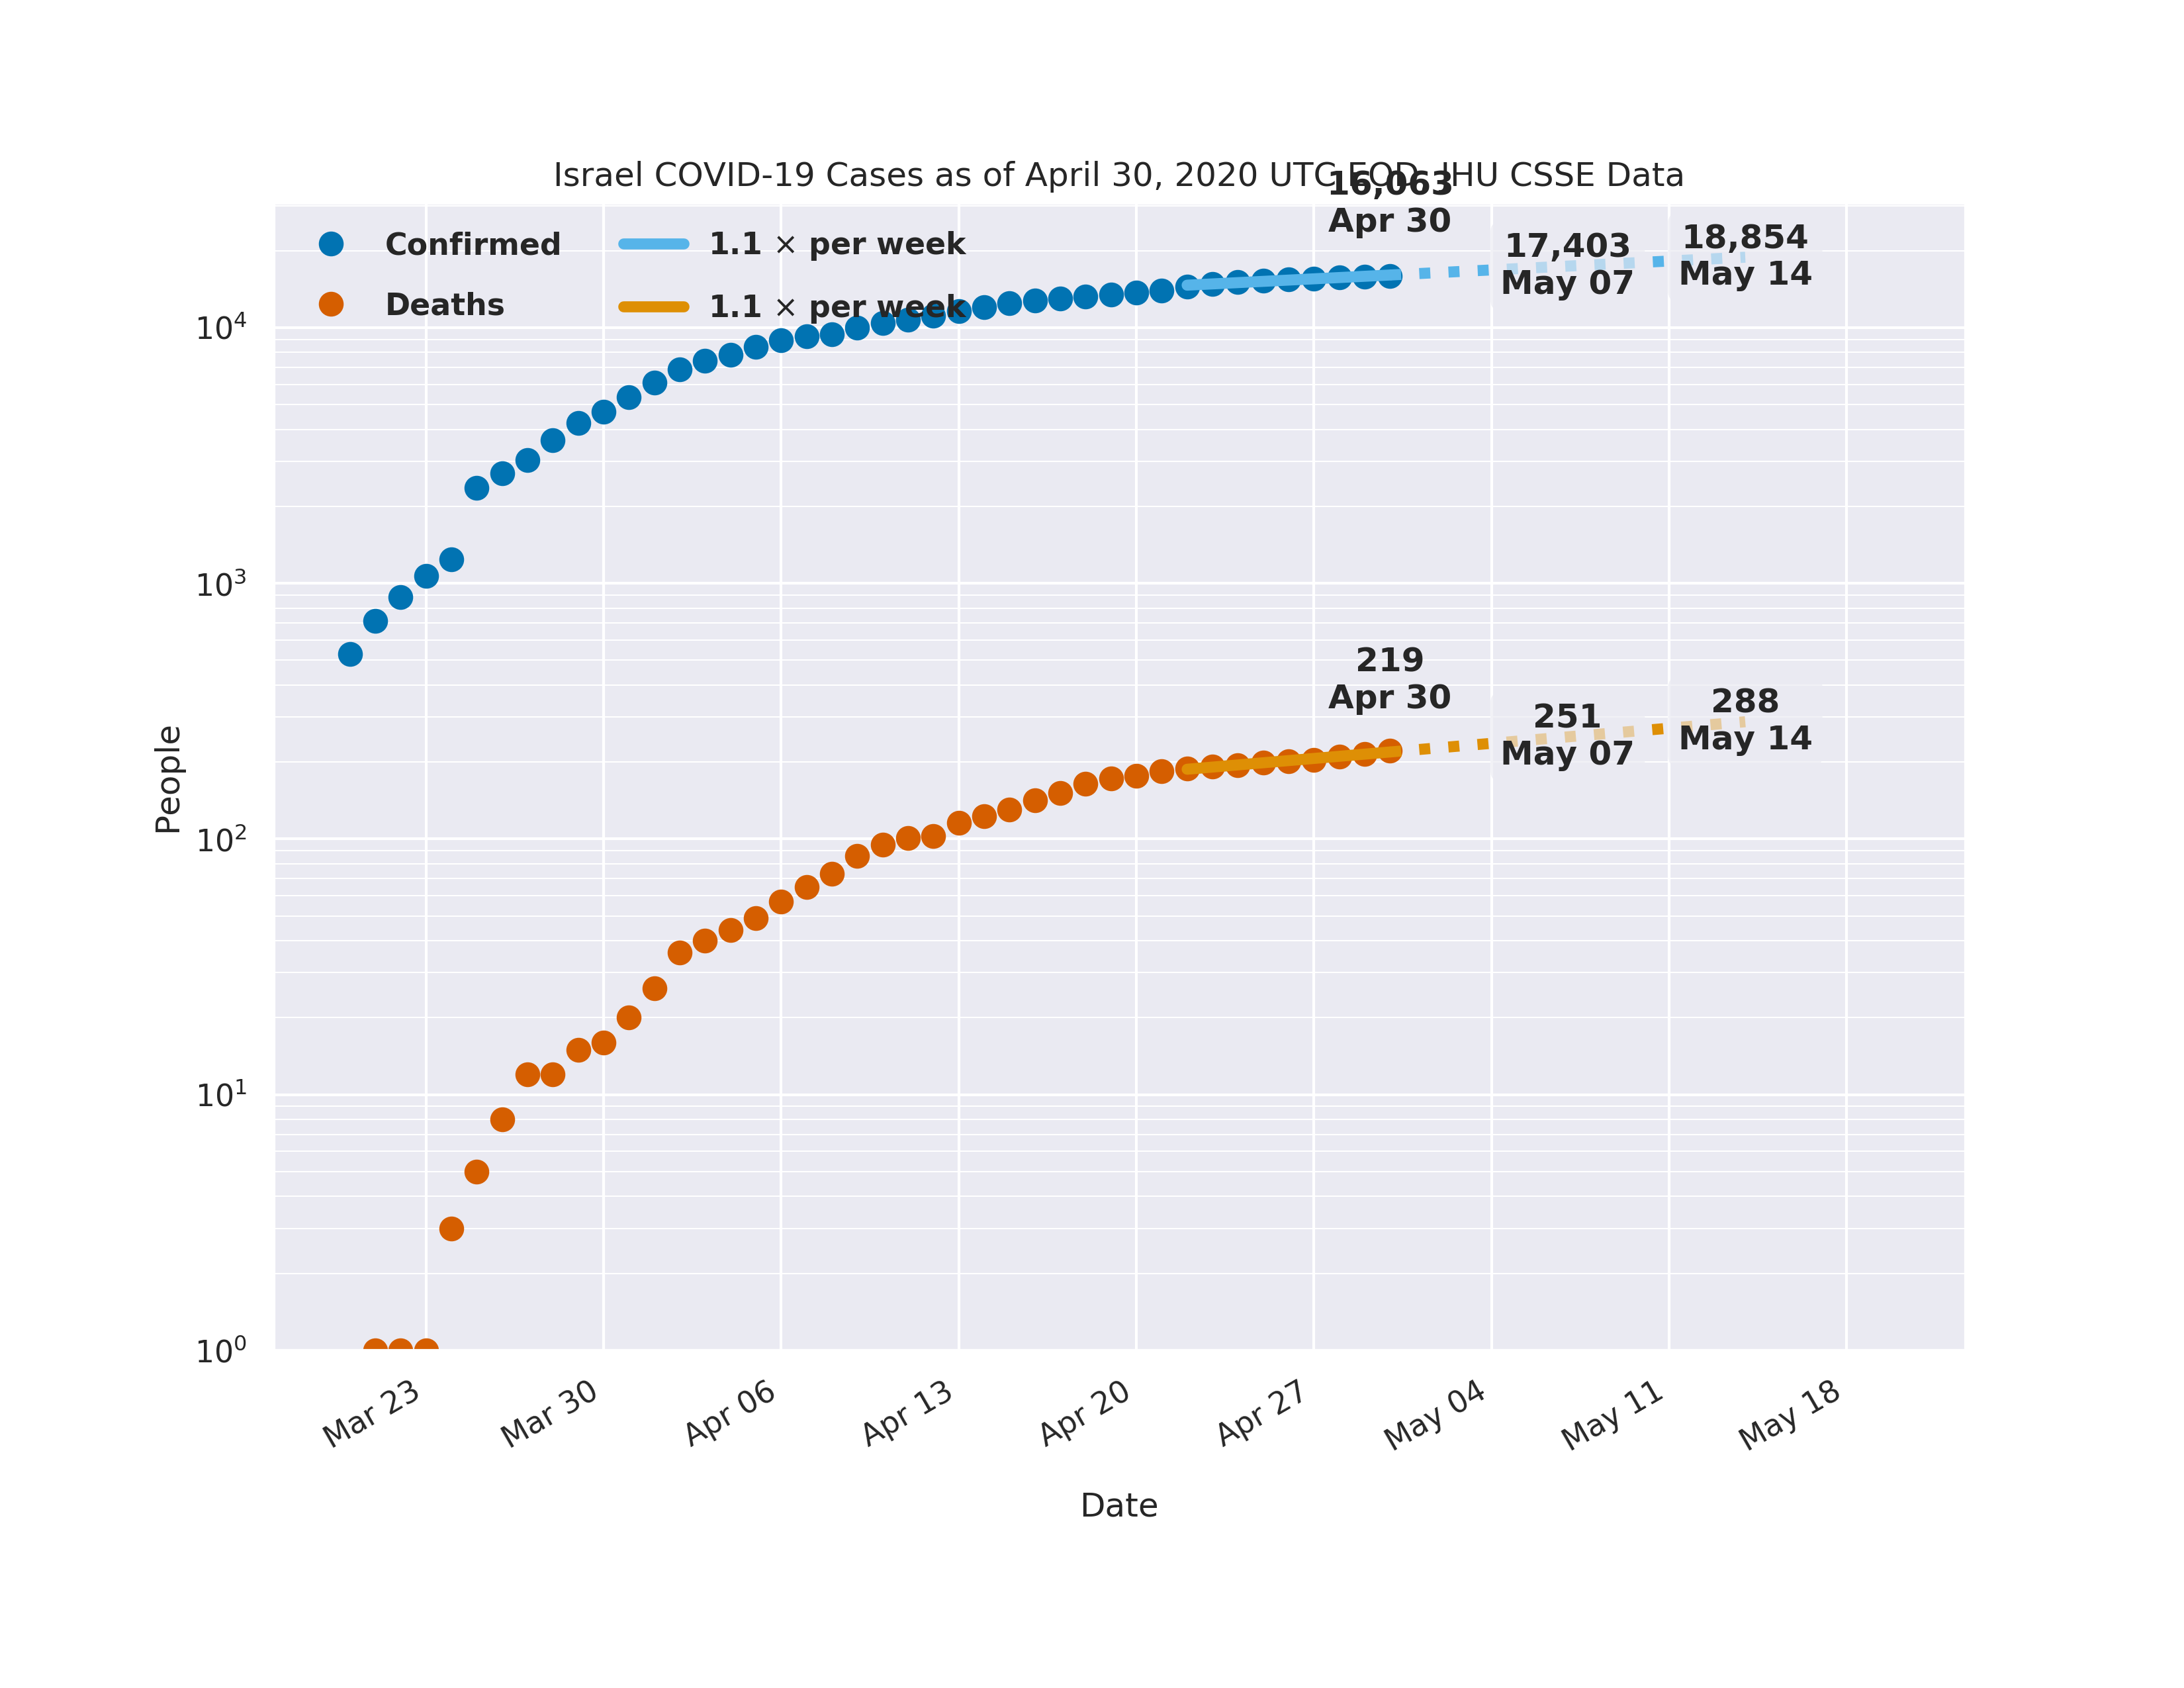 Israel COVID-19 Cases as of April 30, 2020 UTC EOD, JHU CSSE Data
16,063
Apr 30
17,403
May 07
18,854
May 14
Confirmed
Deaths
1.1 × per week
1.1 × per week
219
Apr 30
251
May 07
288
May 14
People
10⁴
10³
10²
10¹
10⁰
Mar 23
Mar 30
Apr 06
Apr 13
Apr 20
Apr 27
May 04
May 11
May 18
Date